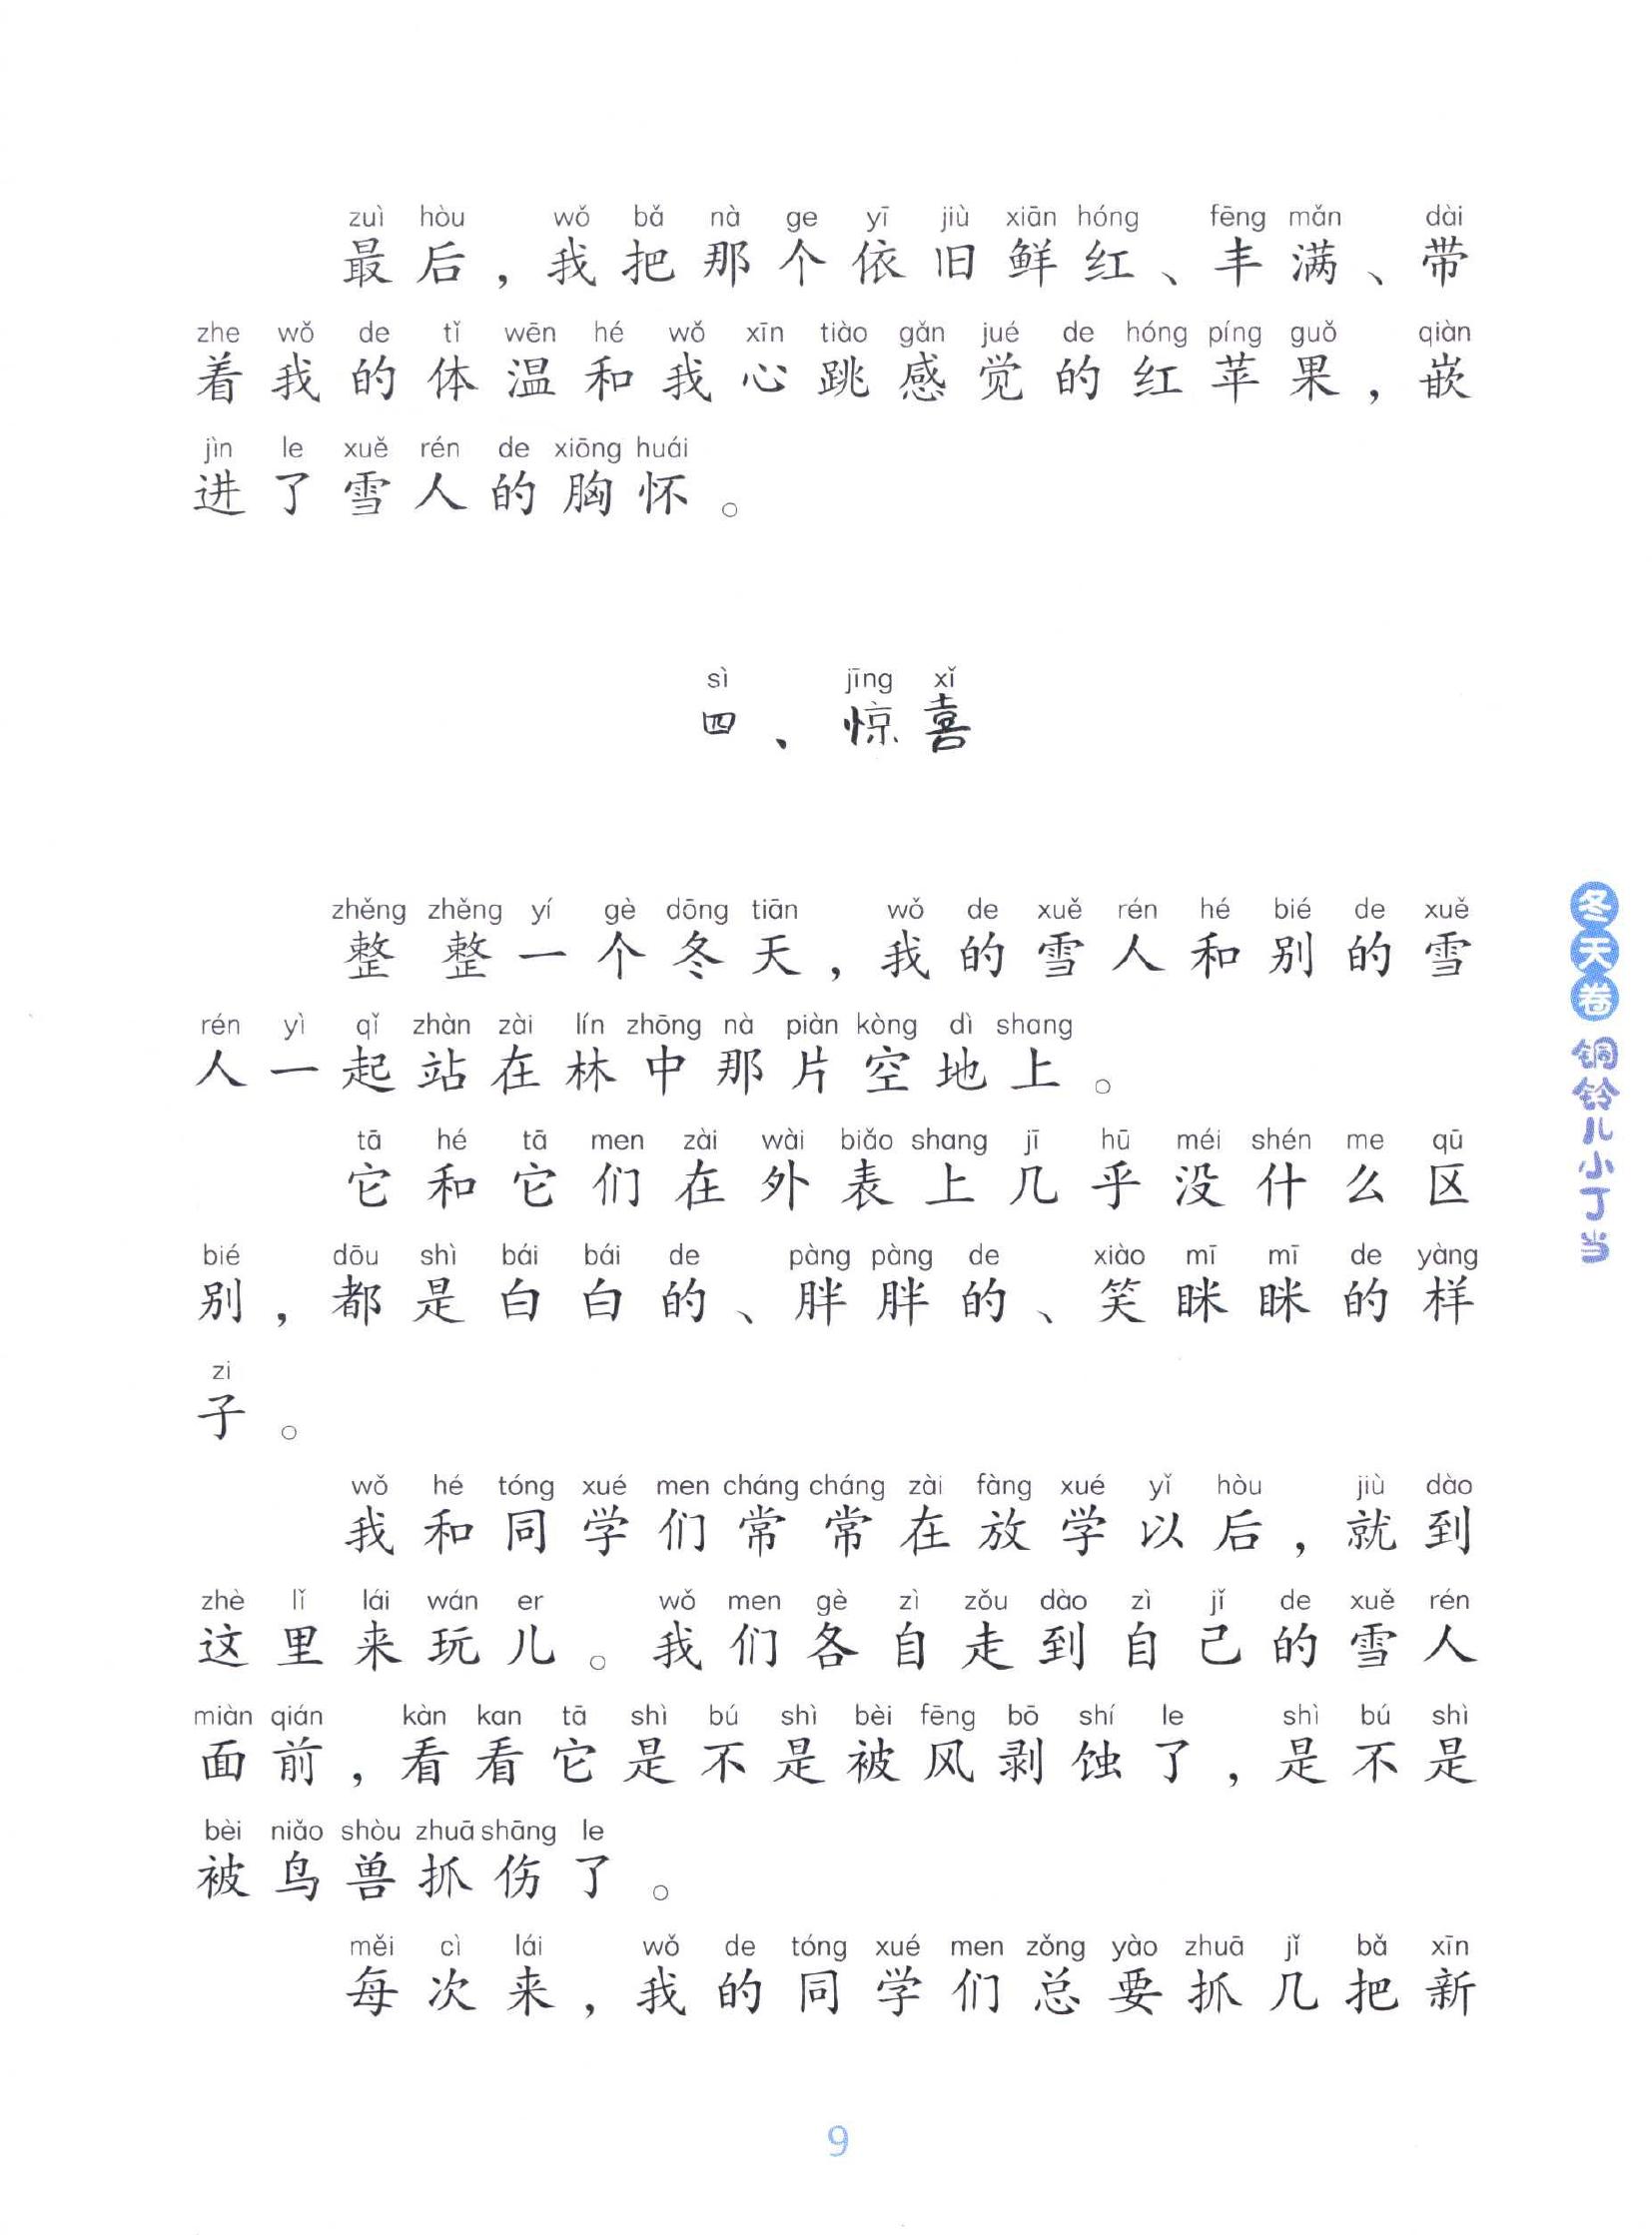 zuì hòu wǒ bǎ nà ge yī jiù xiān hóng fēng mǎn dài
最后，我把那个依旧鲜红、丰满、带
zhe wǒ de tǐ wēn hé wǒ xīn tiào gǎn jué de hóng píng guǒ qiàn
着我的体温和我心跳感觉的红苹果，嵌
jìn le xuě rén de xiōng huái
进了雪人的胸怀。
sì jīng xǐ
四、惊喜
zhěng zhěng yí gè dōng tiān wǒ de xuě rén hé bié de xuě
整整一个冬天，我的雪人和别的雪
rén yì qǐ zhàn zài lín zhōng nà piàn kòng dì shang
人一起站在林中那片空地上。
tā hé tā men zài wài biǎo shang jī hū méi shén me qū
它和它们在外表上几乎没什么区
bié dōu shì bái bái de pàng pàng de xiào mī mī de yàng
别，都是白白的、胖胖的、笑眯眯的样
zi
子。
wǒ hé tóng xué men cháng cháng zài fàng xué yǐ hòu jiù dào
我和同学们常常在放学以后，就到
zhè lǐ lái wán er wǒ men gè zì zǒu dào zì jǐ de xuě rén
这里来玩儿。我们各自走到自己的雪人
miàn qián kàn kan tā shì bú shì bèi fēng bō shí le shì bú shì
面前，看看它是不是被风剥蚀了，是不是
bèi niǎo shòu zhuā shāng le
被鸟兽抓伤了。
měi cì lái wǒ de tóng xué men zǒng yào zhuā jǐ bǎ xīn
每次来，我的同学们总要抓几把新
冬天卷
铜铃儿小丁当
9